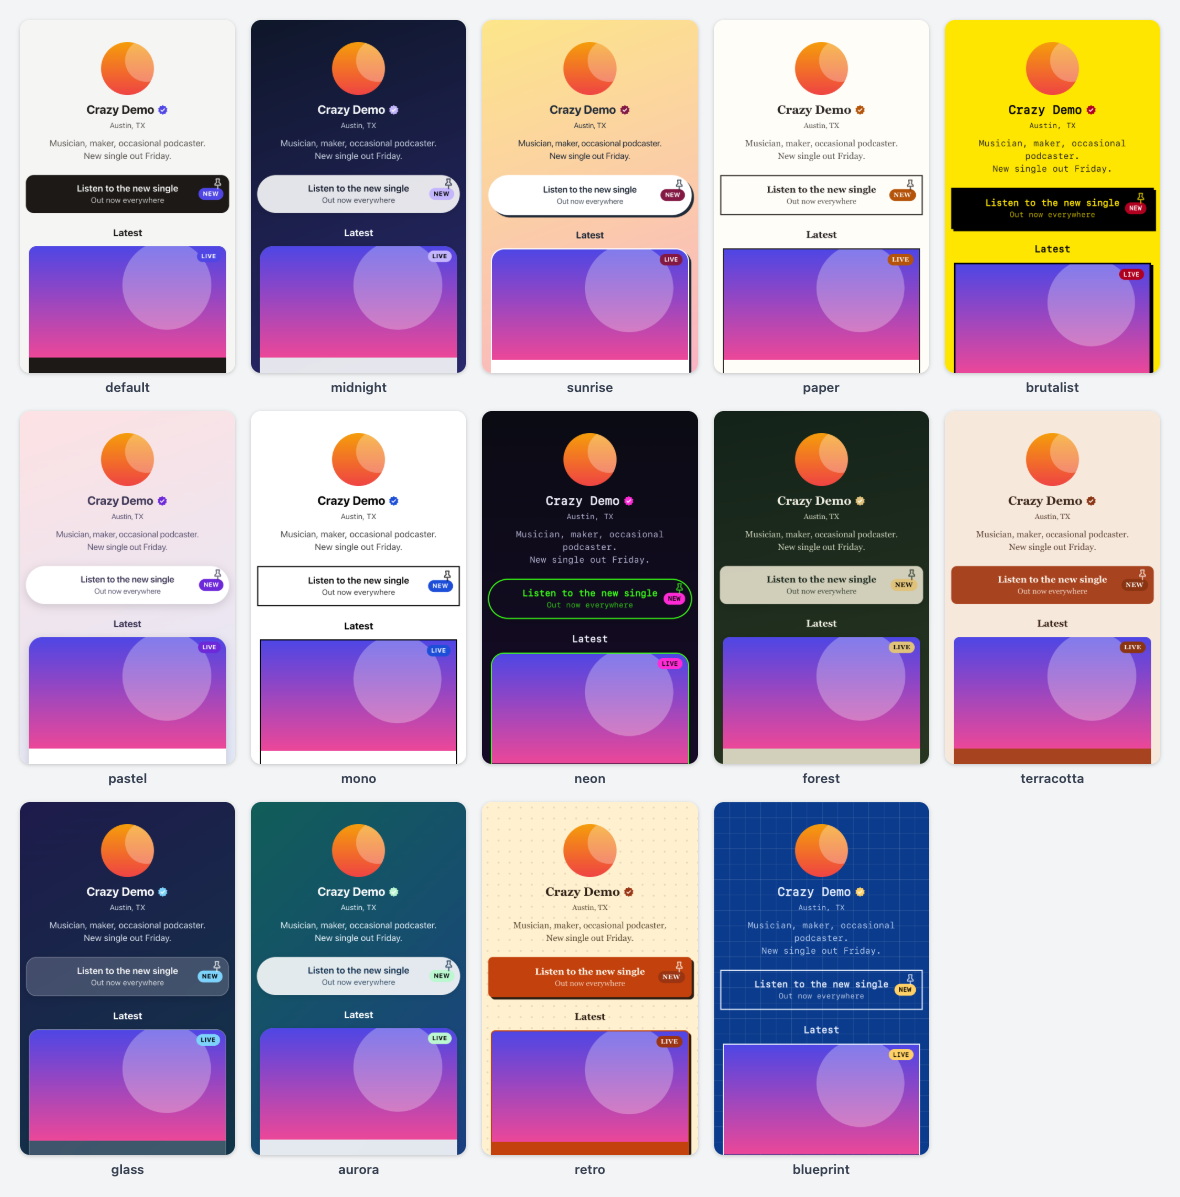 Crazy Demo
Austin, TX
Musician, maker, occasional podcaster.
New single out Friday.
Listen to the new single
Out now everywhere
NEW
Latest
LIVE
default
Crazy Demo
Austin, TX
Musician, maker, occasional podcaster.
New single out Friday.
Listen to the new single
Out now everywhere
NEW
Latest
LIVE
midnight
Crazy Demo
Austin, TX
Musician, maker, occasional podcaster.
New single out Friday.
Listen to the new single
Out now everywhere
NEW
Latest
LIVE
sunrise
Crazy Demo
Austin, TX
Musician, maker, occasional podcaster.
New single out Friday.
Listen to the new single
Out now everywhere
NEW
Latest
LIVE
paper
Crazy Demo
Austin, TX
Musician, maker, occasional
podcaster.
New single out Friday.
Listen to the new single
Out now everywhere
NEW
Latest
LIVE
brutalist
Crazy Demo
Austin, TX
Musician, maker, occasional podcaster.
New single out Friday.
Listen to the new single
Out now everywhere
NEW
Latest
LIVE
pastel
Crazy Demo
Austin, TX
Musician, maker, occasional podcaster.
New single out Friday.
Listen to the new single
Out now everywhere
NEW
Latest
LIVE
mono
Crazy Demo
Austin, TX
Musician, maker, occasional
podcaster.
New single out Friday.
Listen to the new single
Out now everywhere
NEW
Latest
LIVE
neon
Crazy Demo
Austin, TX
Musician, maker, occasional podcaster.
New single out Friday.
Listen to the new single
Out now everywhere
NEW
Latest
LIVE
forest
Crazy Demo
Austin, TX
Musician, maker, occasional podcaster.
New single out Friday.
Listen to the new single
Out now everywhere
NEW
Latest
LIVE
terracotta
Crazy Demo
Austin, TX
Musician, maker, occasional podcaster.
New single out Friday.
Listen to the new single
Out now everywhere
NEW
Latest
LIVE
glass
Crazy Demo
Austin, TX
Musician, maker, occasional podcaster.
New single out Friday.
Listen to the new single
Out now everywhere
NEW
Latest
LIVE
aurora
Crazy Demo
Austin, TX
Musician, maker, occasional podcaster.
New single out Friday.
Listen to the new single
Out now everywhere
NEW
Latest
LIVE
retro
Crazy Demo
Austin, TX
Musician, maker, occasional
podcaster.
New single out Friday.
Listen to the new single
Out now everywhere
NEW
Latest
LIVE
blueprint